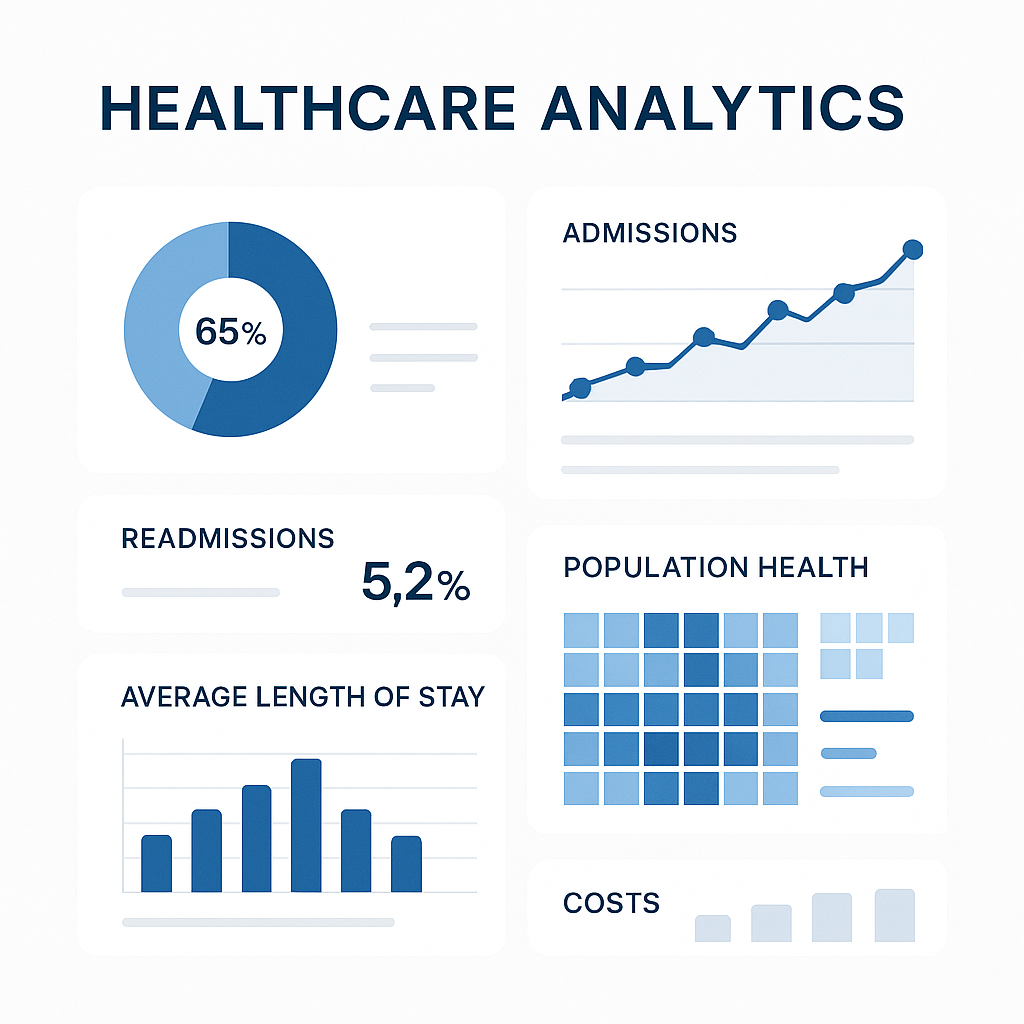 HEALTHCARE ANALYTICS
65%
ADMISSIONS
READMISSIONS
5,2%
POPULATION HEALTH
AVERAGE LENGTH OF STAY
COSTS